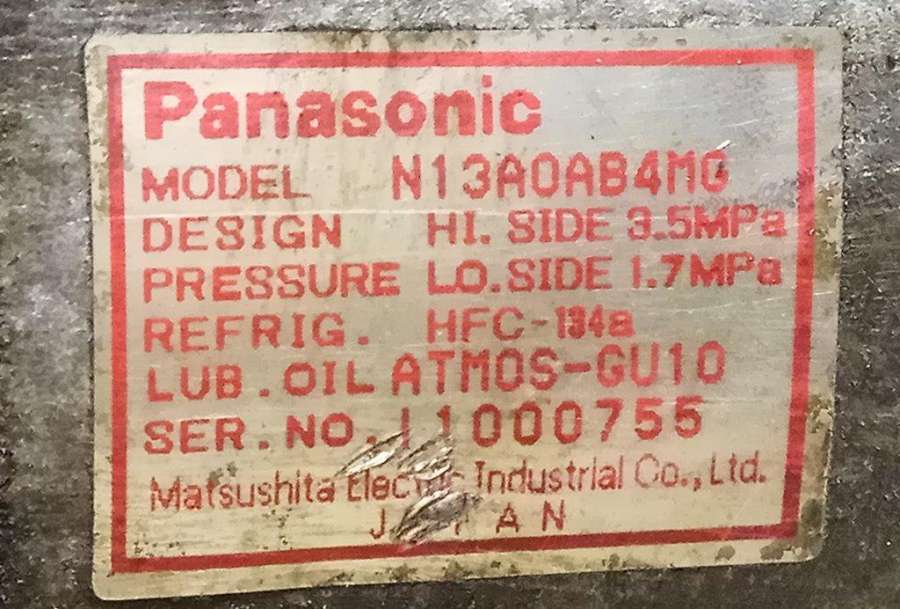 Panasonic
MODEL N13A0AB4M0
DESIGN HI. SIDE 3.5MPa
PRESSURE LO.SIDE 1.7MPa
REFRIG. HFC-134a
LUB.OIL ATMOS-GU10
SER.NO. 11000755
Matsushita Electric Industrial Co., Ltd.
JAPAN